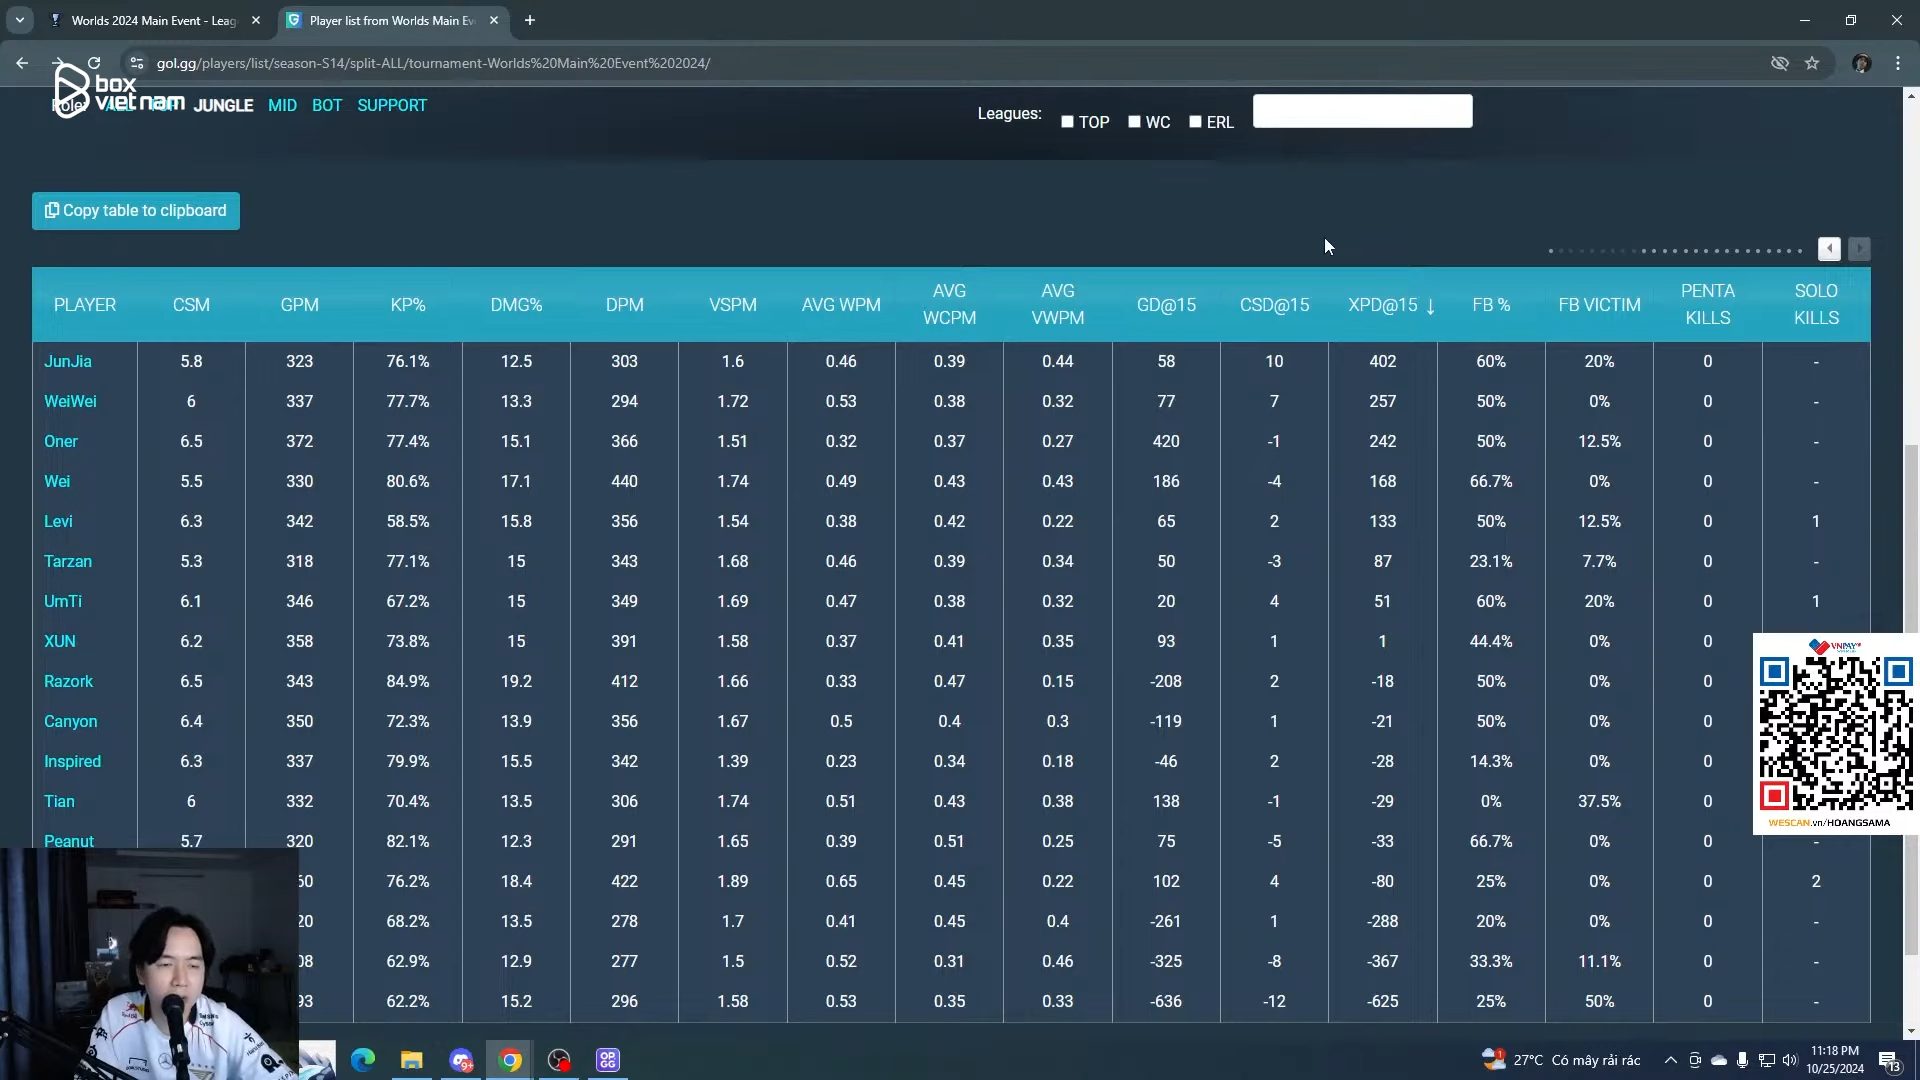 Worlds 2024 Main Event - Leag
Player list from Worlds Main Ev
gol.gg/players/list/season-S14/split-ALL/tournament-Worlds%20Main%20Event%202024/
box
việt nam
Role: ALL TOP JUNGLE MID BOT SUPPORT
Leagues: TOP WC ERL
Copy table to clipboard
PLAYER CSM GPM KP% DMG% DPM VSPM AVG WPM AVG WCPM AVG VWPM GD@15 CSD@15 XPD@15 ↓ FB % FB VICTIM PENTA KILLS SOLO KILLS
JunJia 5.8 323 76.1% 12.5 303 1.6 0.46 0.39 0.44 58 10 402 60% 20% 0 -
WeiWei 6 337 77.7% 13.3 294 1.72 0.53 0.38 0.32 77 7 257 50% 0% 0 -
Oner 6.5 372 77.4% 15.1 366 1.51 0.32 0.37 0.27 420 -1 242 50% 12.5% 0 -
Wei 5.5 330 80.6% 17.1 440 1.74 0.49 0.43 0.43 186 -4 168 66.7% 0% 0 -
Levi 6.3 342 58.5% 15.8 356 1.54 0.38 0.42 0.22 65 2 133 50% 12.5% 0 1
Tarzan 5.3 318 77.1% 15 343 1.68 0.46 0.39 0.34 50 -3 87 23.1% 7.7% 0 -
UmTi 6.1 346 67.2% 15 349 1.69 0.47 0.38 0.32 20 4 51 60% 20% 0 1
XUN 6.2 358 73.8% 15 391 1.58 0.37 0.41 0.35 93 1 1 44.4% 0% 0
Razork 6.5 343 84.9% 19.2 412 1.66 0.33 0.47 0.15 -208 2 -18 50% 0% 0
Canyon 6.4 350 72.3% 13.9 356 1.67 0.5 0.4 0.3 -119 1 -21 50% 0% 0
Inspired 6.3 337 79.9% 15.5 342 1.39 0.23 0.34 0.18 -46 2 -28 14.3% 0% 0
Tian 6 332 70.4% 13.5 306 1.74 0.51 0.43 0.38 138 -1 -29 0% 37.5% 0
Peanut 5.7 320 82.1% 12.3 291 1.65 0.39 0.51 0.25 75 -5 -33 66.7% 0% 0 -
60 76.2% 18.4 422 1.89 0.65 0.45 0.22 102 4 -80 25% 0% 0 2
20 68.2% 13.5 278 1.7 0.41 0.45 0.4 -261 1 -288 20% 0% 0 -
08 62.9% 12.9 277 1.5 0.52 0.31 0.46 -325 -8 -367 33.3% 11.1% 0 -
93 62.2% 15.2 296 1.58 0.53 0.35 0.33 -636 -12 -625 25% 50% 0 -
VNPAY
WESCAN.vn/HOANGSAMA
9+
OP
GG
1
27°C Có mây rải rác
11:18 PM
10/25/2024
13